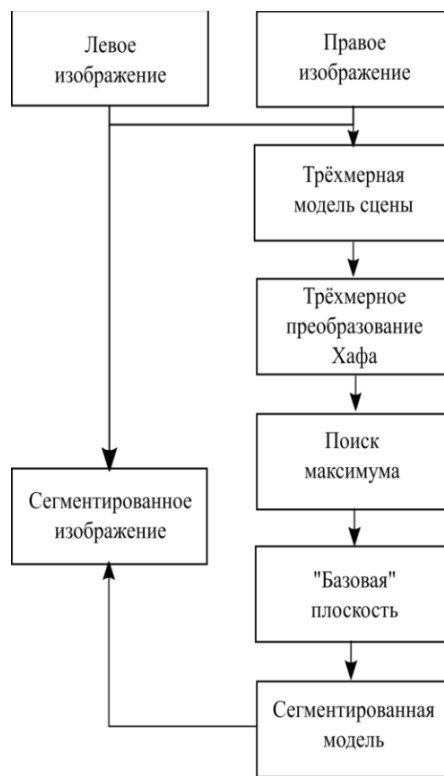 Левое
изображение
Правое
изображение
Трёхмерная
модель сцены
Трёхмерное
преобразование
Хафа
Поиск
максимума
Сегментированное
изображение
"Базовая"
плоскость
Сегментированная
модель